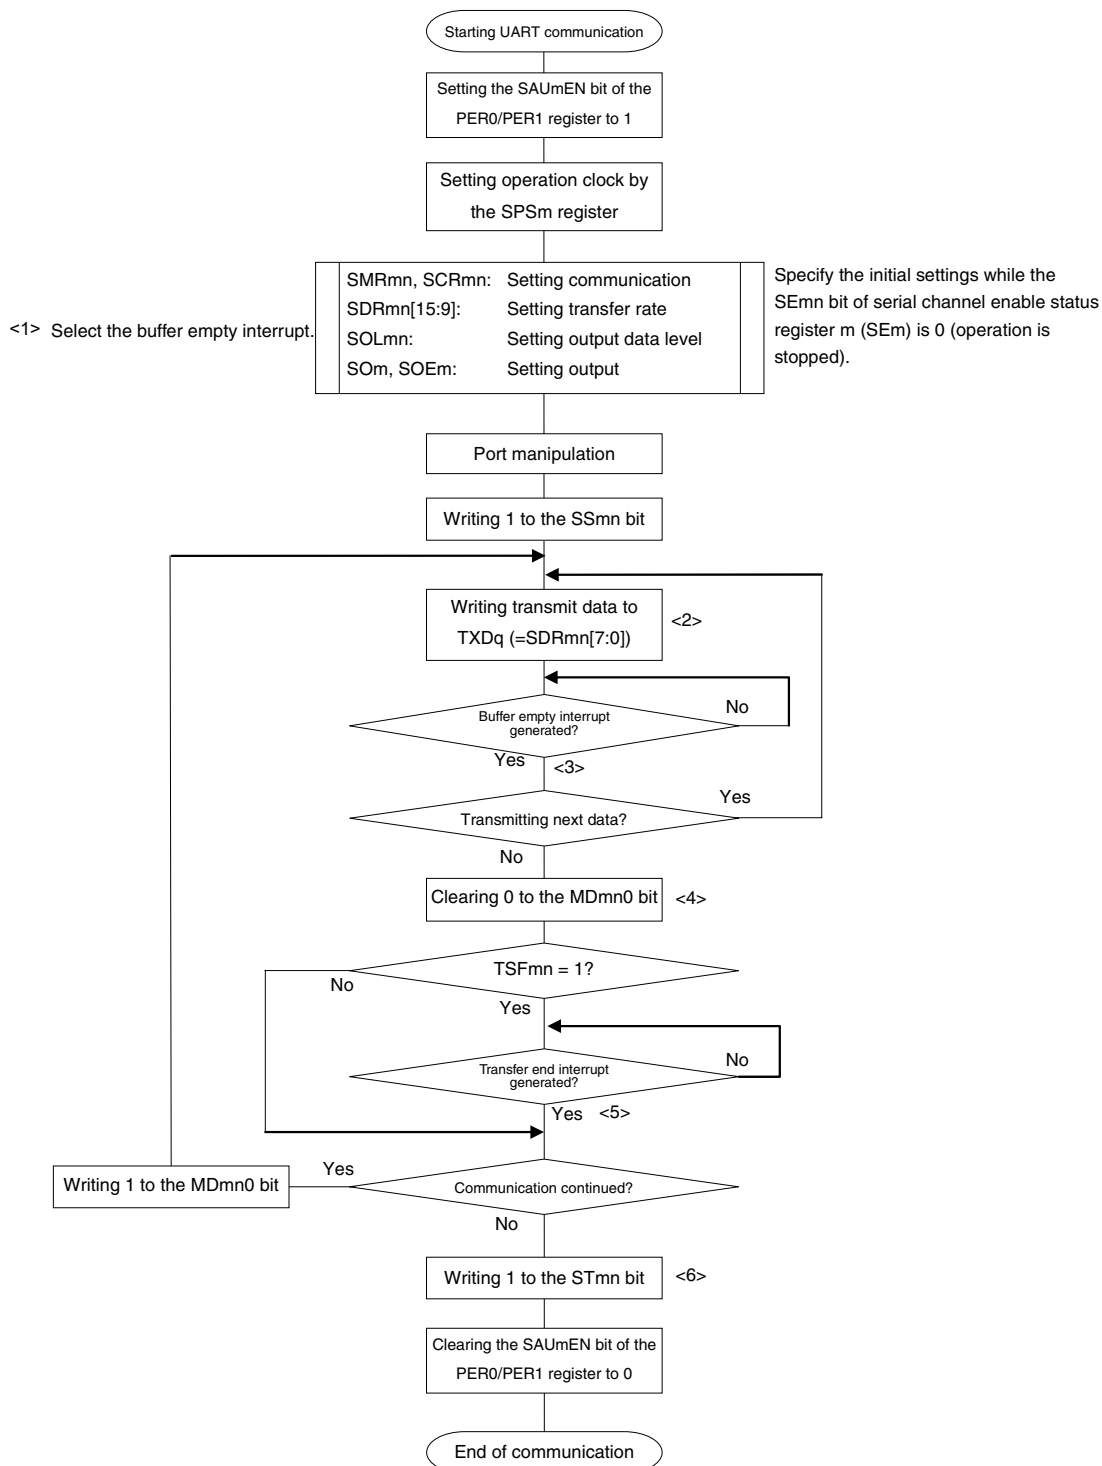 Starting UART communication
Setting the SAUmEN bit of the
PER0/PER1 register to 1
Setting operation clock by
the SPSm register
<1> Select the buffer empty interrupt.
SMRmn, SCRmn: Setting communication
SDRmn[15:9]: Setting transfer rate
SOLmn: Setting output data level
SOm, SOEm: Setting output
Specify the initial settings while the
SEmn bit of serial channel enable status
register m (SEm) is 0 (operation is
stopped).
Port manipulation
Writing 1 to the SSmn bit
Writing transmit data to
TXDq (=SDRmn[7:0])
<2>
No
Buffer empty interrupt
generated?
Yes
<3>
Yes
Transmitting next data?
No
Clearing 0 to the MDmn0 bit
<4>
TSFmn = 1?
No
Yes
No
Transfer end interrupt
generated?
Yes <5>
Yes
Writing 1 to the MDmn0 bit
Communication continued?
No
Writing 1 to the STmn bit
<6>
Clearing the SAUmEN bit of the
PER0/PER1 register to 0
End of communication